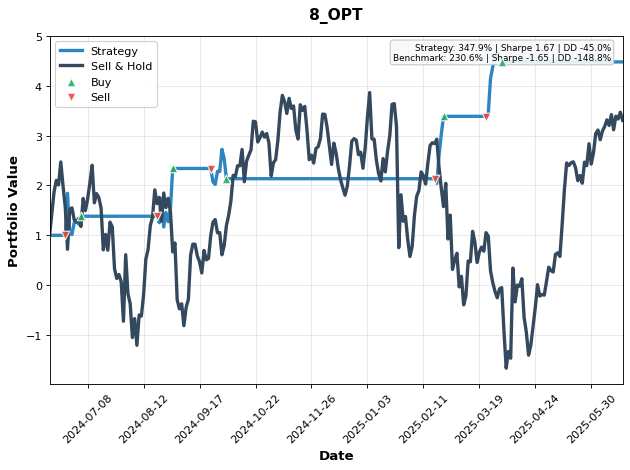 8_OPT
Strategy: 347.9% | Sharpe 1.67 | DD -45.0%
Benchmark: 230.6% | Sharpe -1.65 | DD -148.8%
Strategy
Sell & Hold
Buy
Sell
Portfolio Value
5
4
3
2
1
0
−1
2024-07-08
2024-08-12
2024-09-17
2024-10-22
2024-11-26
2025-01-03
2025-02-11
2025-03-19
2025-04-24
2025-05-30
Date